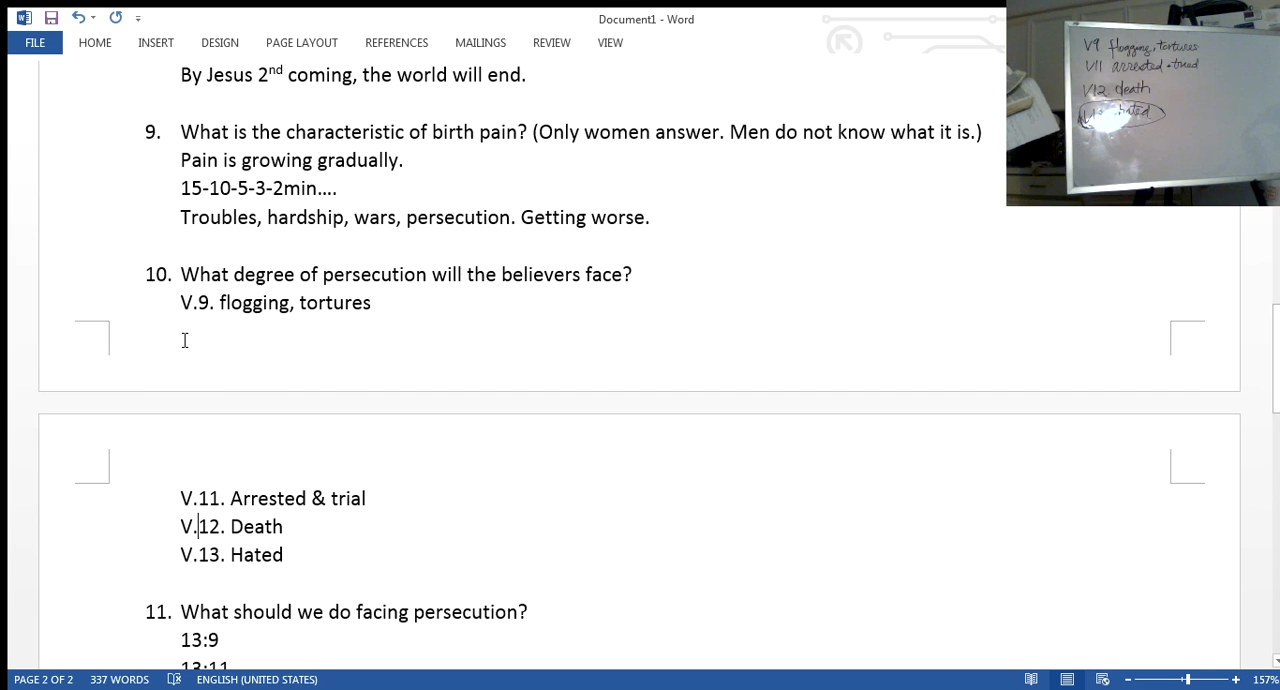 Document1 - Word
FILE HOME INSERT DESIGN PAGE LAYOUT REFERENCES MAILINGS REVIEW VIEW
V9 flogging, tortures
V11 arrested + tried
V12. death
hated
By Jesus 2nd coming, the world will end.
9. What is the characteristic of birth pain? (Only women answer. Men do not know what it is.)
Pain is growing gradually.
15-10-5-3-2min....
Troubles, hardship, wars, persecution. Getting worse.
10. What degree of persecution will the believers face?
V.9. flogging, tortures
V.11. Arrested & trial
V.12. Death
V.13. Hated
11. What should we do facing persecution?
13:9
13:11
PAGE 2 OF 2 337 WORDS ENGLISH (UNITED STATES) 157%